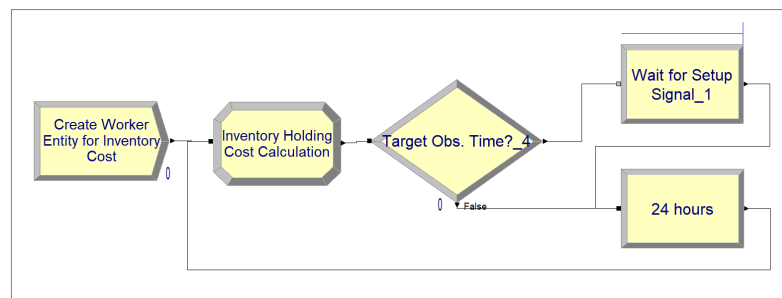 Create Worker
Entity for Inventory
Cost
0
Inventory Holding
Cost Calculation
Target Obs. Time?_4
0
False
Wait for Setup
Signal_1
24 hours